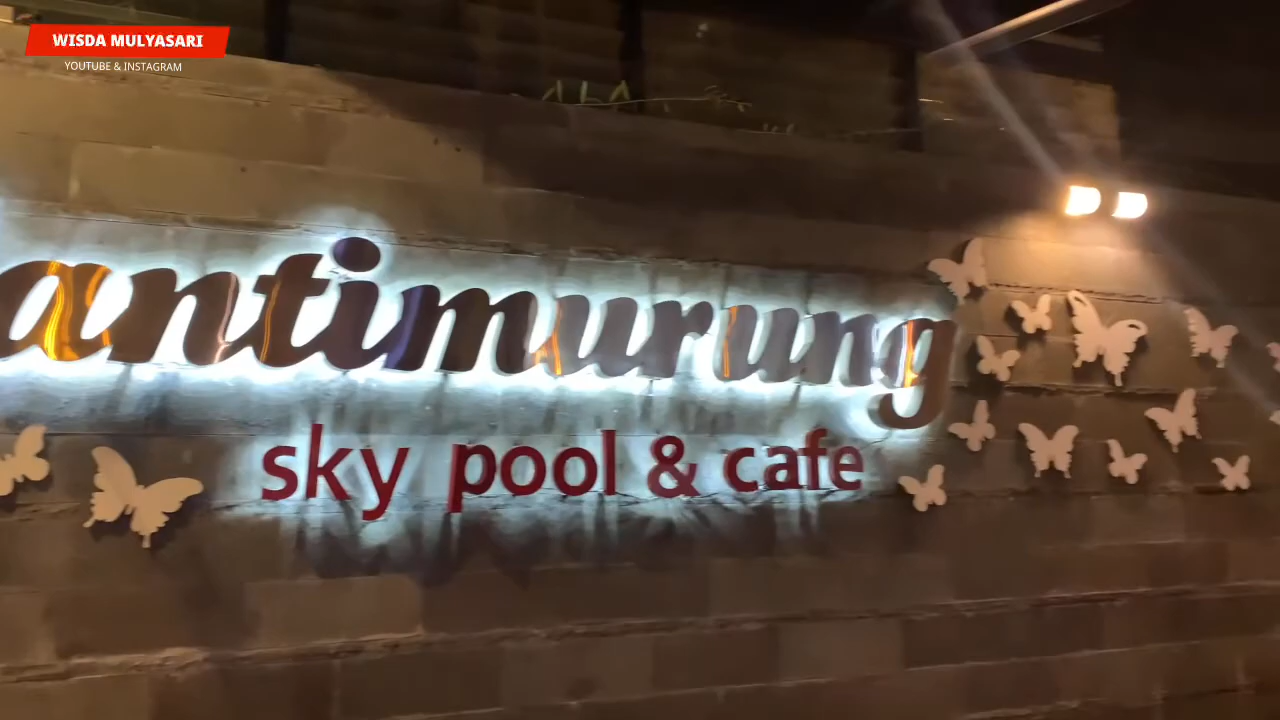 WISDA MULYASARI
YOUTUBE & INSTAGRAM
antimurung
sky pool & cafe